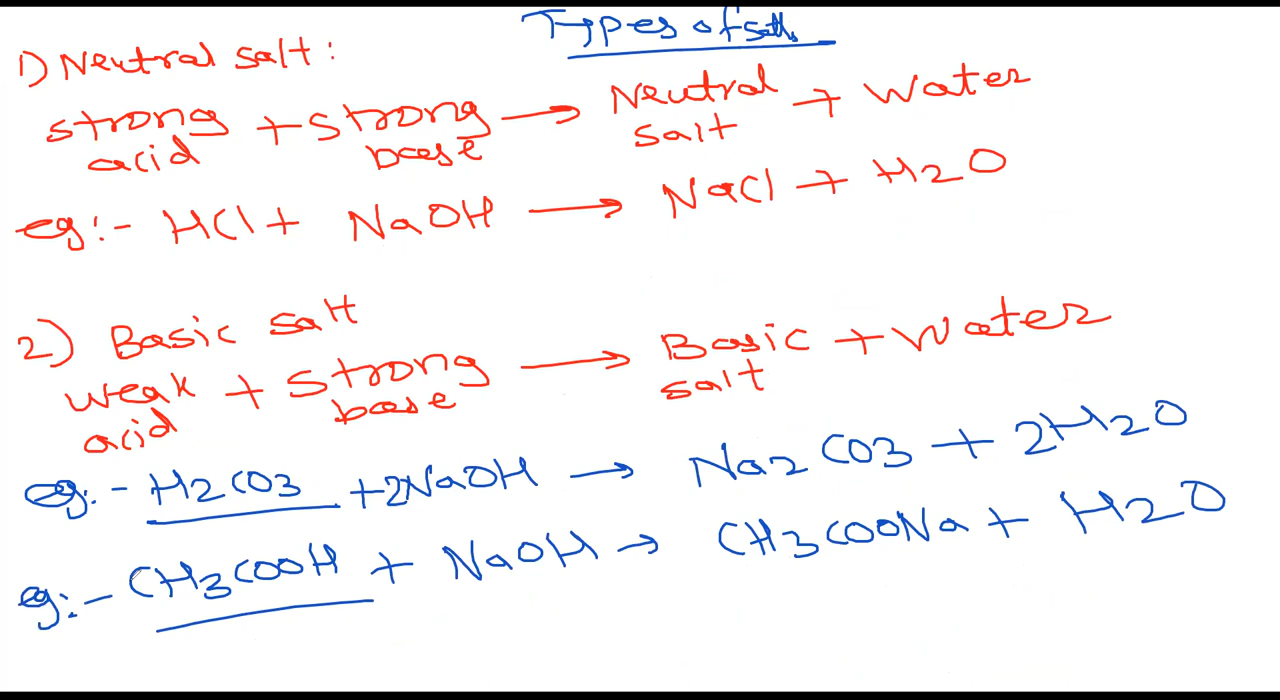 Types of salts
1) Neutral salt:
strong acid + strong base → Neutral salt + water
eg:- HCl + NaOH → NaCl + H2O
2) Basic salt
weak acid + strong base → Basic salt + water
eg:- H2CO3 + 2NaOH → Na2CO3 + 2H2O
eg:- CH3COOH + NaOH → CH3COONa + H2O